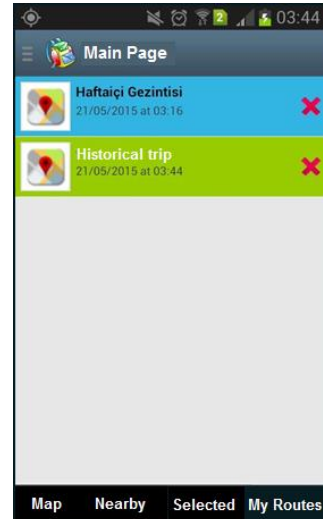 2 03:44
Main Page
Haftaiçi Gezintisi
21/05/2015 at 03:16
Historical trip
21/05/2015 at 03:44
Map Nearby Selected My Routes